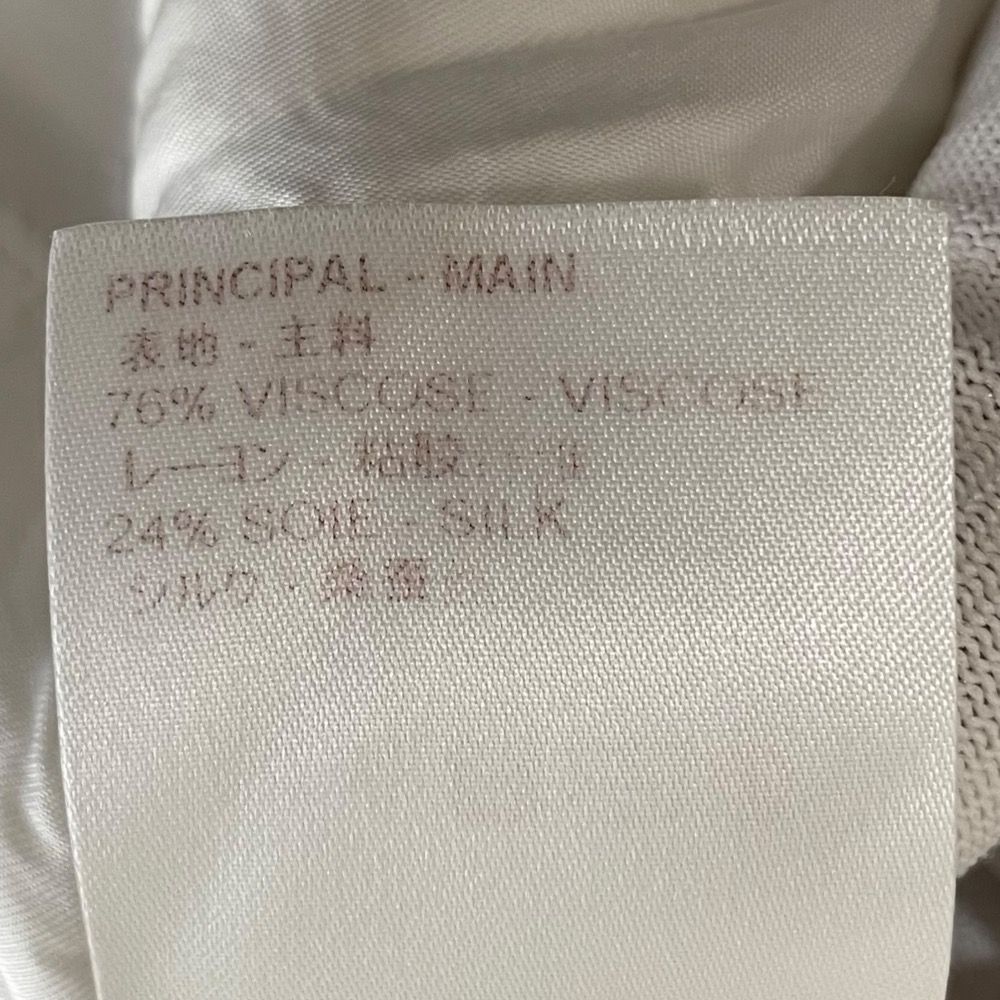 PRINCIPAL - MAIN
表地 - 主料
76% VISCOSE - VISCOSE
レーヨン - 粘胶
24% SOIE - SILK
シルク - 桑蚕